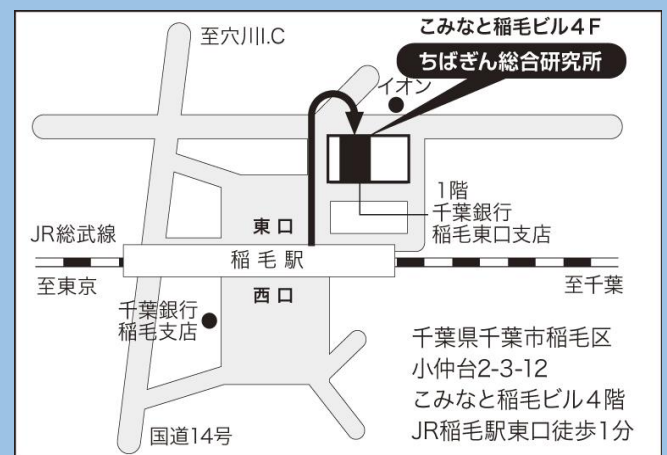 こみなと稲毛ビル4F
ちばぎん総合研究所
至穴川I.C
イオン
1階
千葉銀行
稲毛東口支店
東口
JR総武線
稲毛駅
至東京
至千葉
西口
千葉銀行
稲毛支店
国道14号
千葉県千葉市稲毛区
小仲台2-3-12
こみなと稲毛ビル4階
JR稲毛駅東口徒歩1分